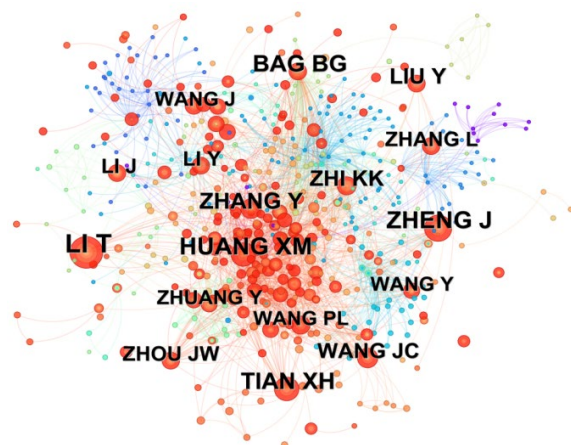 BAG BG
LIU Y
WANG J
ZHANG L
LI J
LI Y
ZHI KK
ZHANG Y
ZHENG J
LI T
HUANG XM
WANG Y
ZHUANG Y
WANG PL
ZHOU JW
WANG JC
TIAN XH